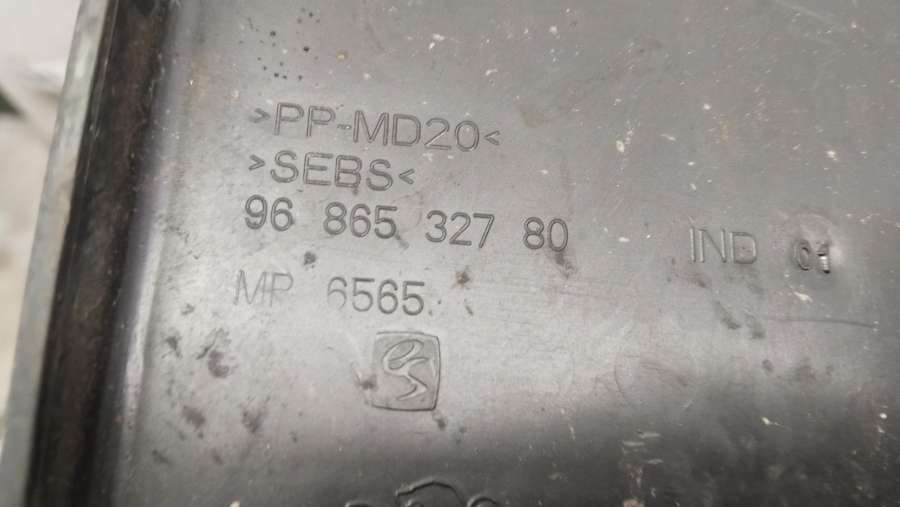 >PP-MD20<
>SEBS<
96 865 327 80
IND 01
MP 6565